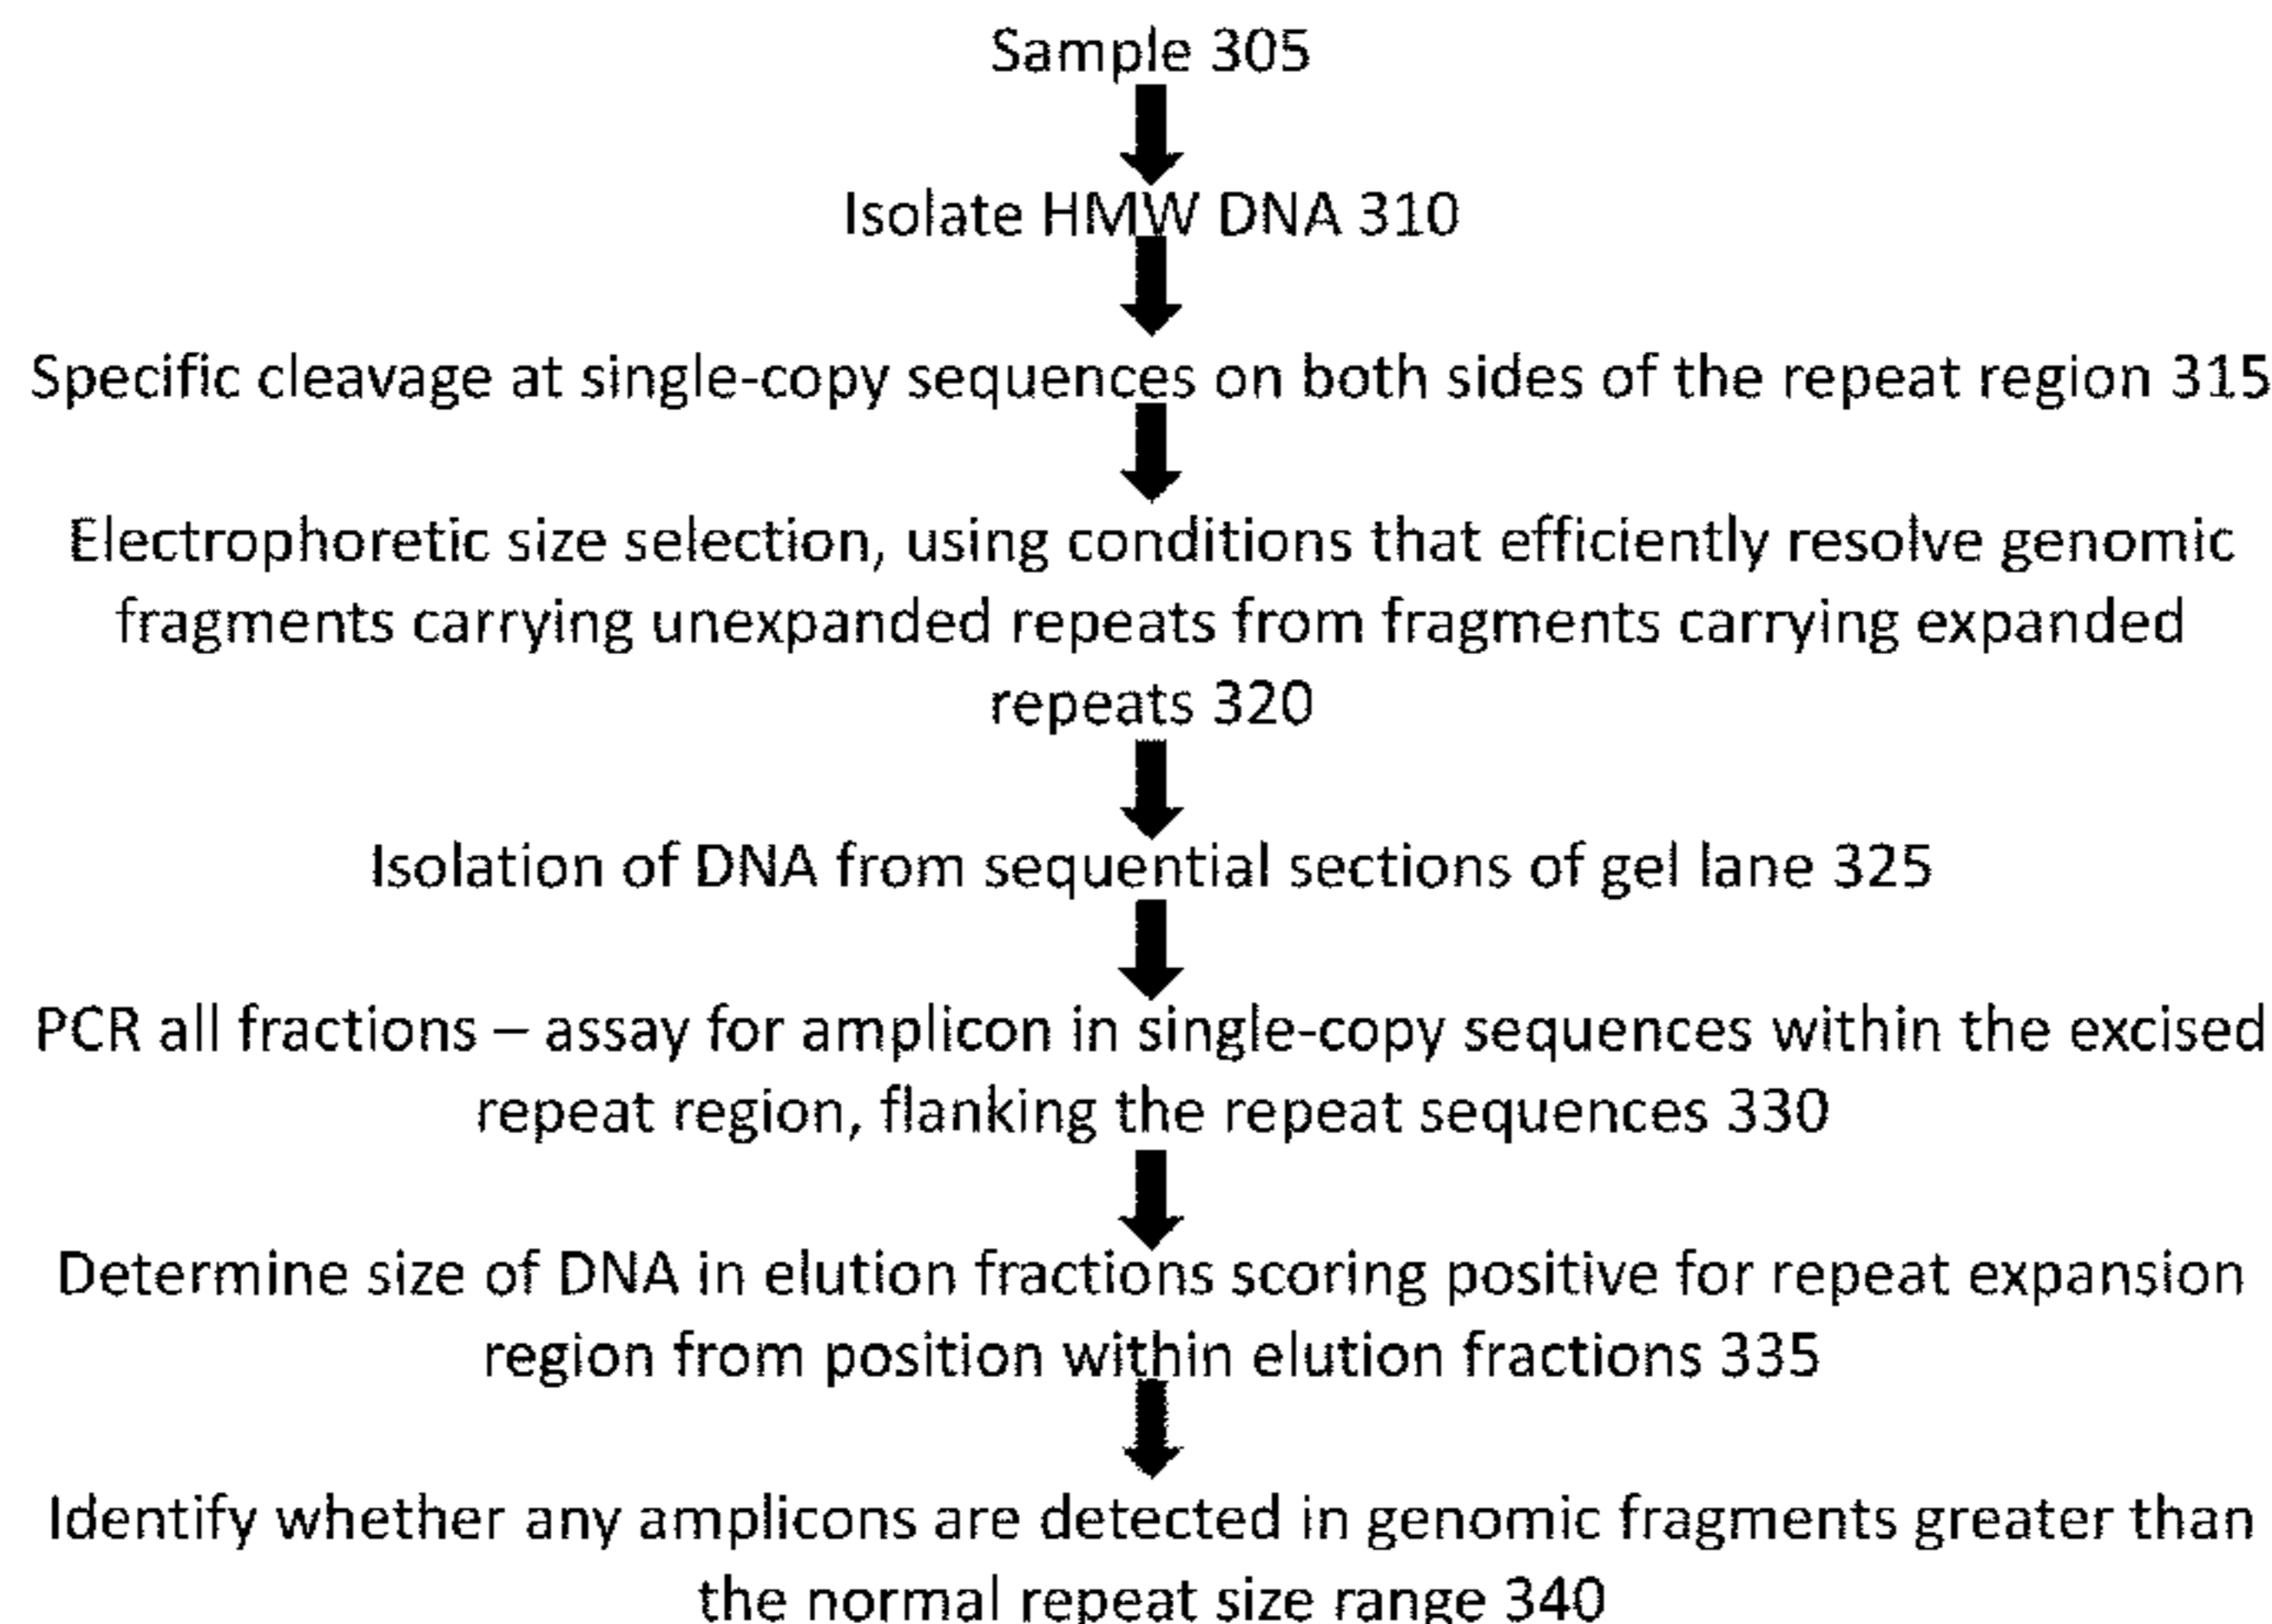 Sample 305
Isolate HMW DNA 310
Specific cleavage at single-copy sequences on both sides of the repeat region 315
Electrophoretic size selection, using conditions that efficiently resolve genomic
fragments carrying unexpanded repeats from fragments carrying expanded
repeats 320
Isolation of DNA from sequential sections of gel lane 325
PCR all fractions – assay for amplicon in single-copy sequences within the excised
repeat region, flanking the repeat sequences 330
Determine size of DNA in elution fractions scoring positive for repeat expansion
region from position within elution fractions 335
Identify whether any amplicons are detected in genomic fragments greater than
the normal repeat size range 340